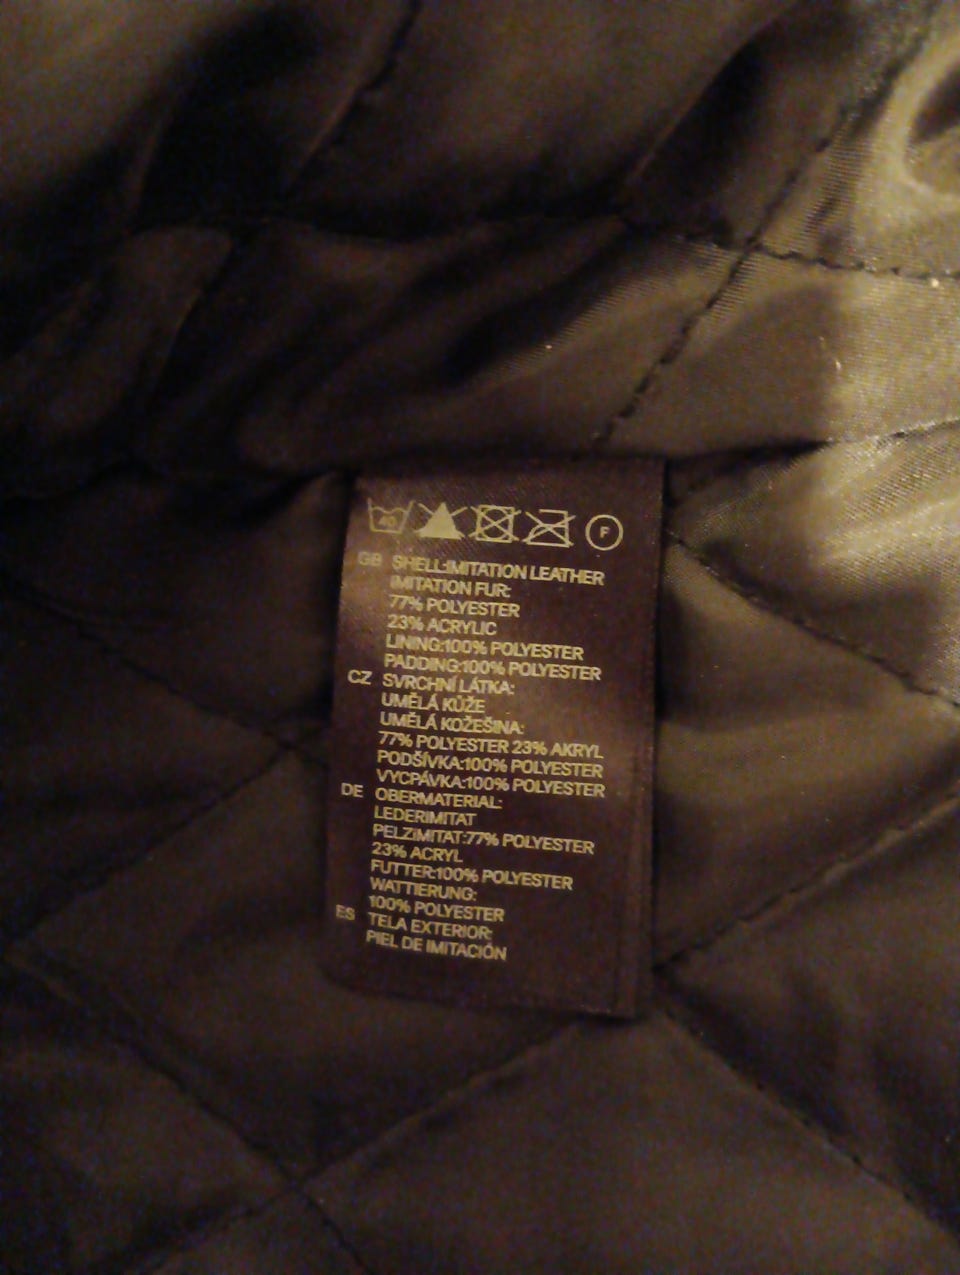 40 F
GB SHELL:IMITATION LEATHER
IMITATION FUR:
77% POLYESTER
23% ACRYLIC
LINING:100% POLYESTER
PADDING:100% POLYESTER
CZ SVRCHNÍ LÁTKA:
UMĚLÁ KŮŽE
UMĚLÁ KOŽEŠINA:
77% POLYESTER 23% AKRYL
PODŠÍVKA:100% POLYESTER
VYCPÁVKA:100% POLYESTER
DE OBERMATERIAL:
LEDERIMITAT
PELZIMITAT:77% POLYESTER
23% ACRYL
FUTTER:100% POLYESTER
WATTIERUNG:
100% POLYESTER
ES TELA EXTERIOR:
PIEL DE IMITACIÓN